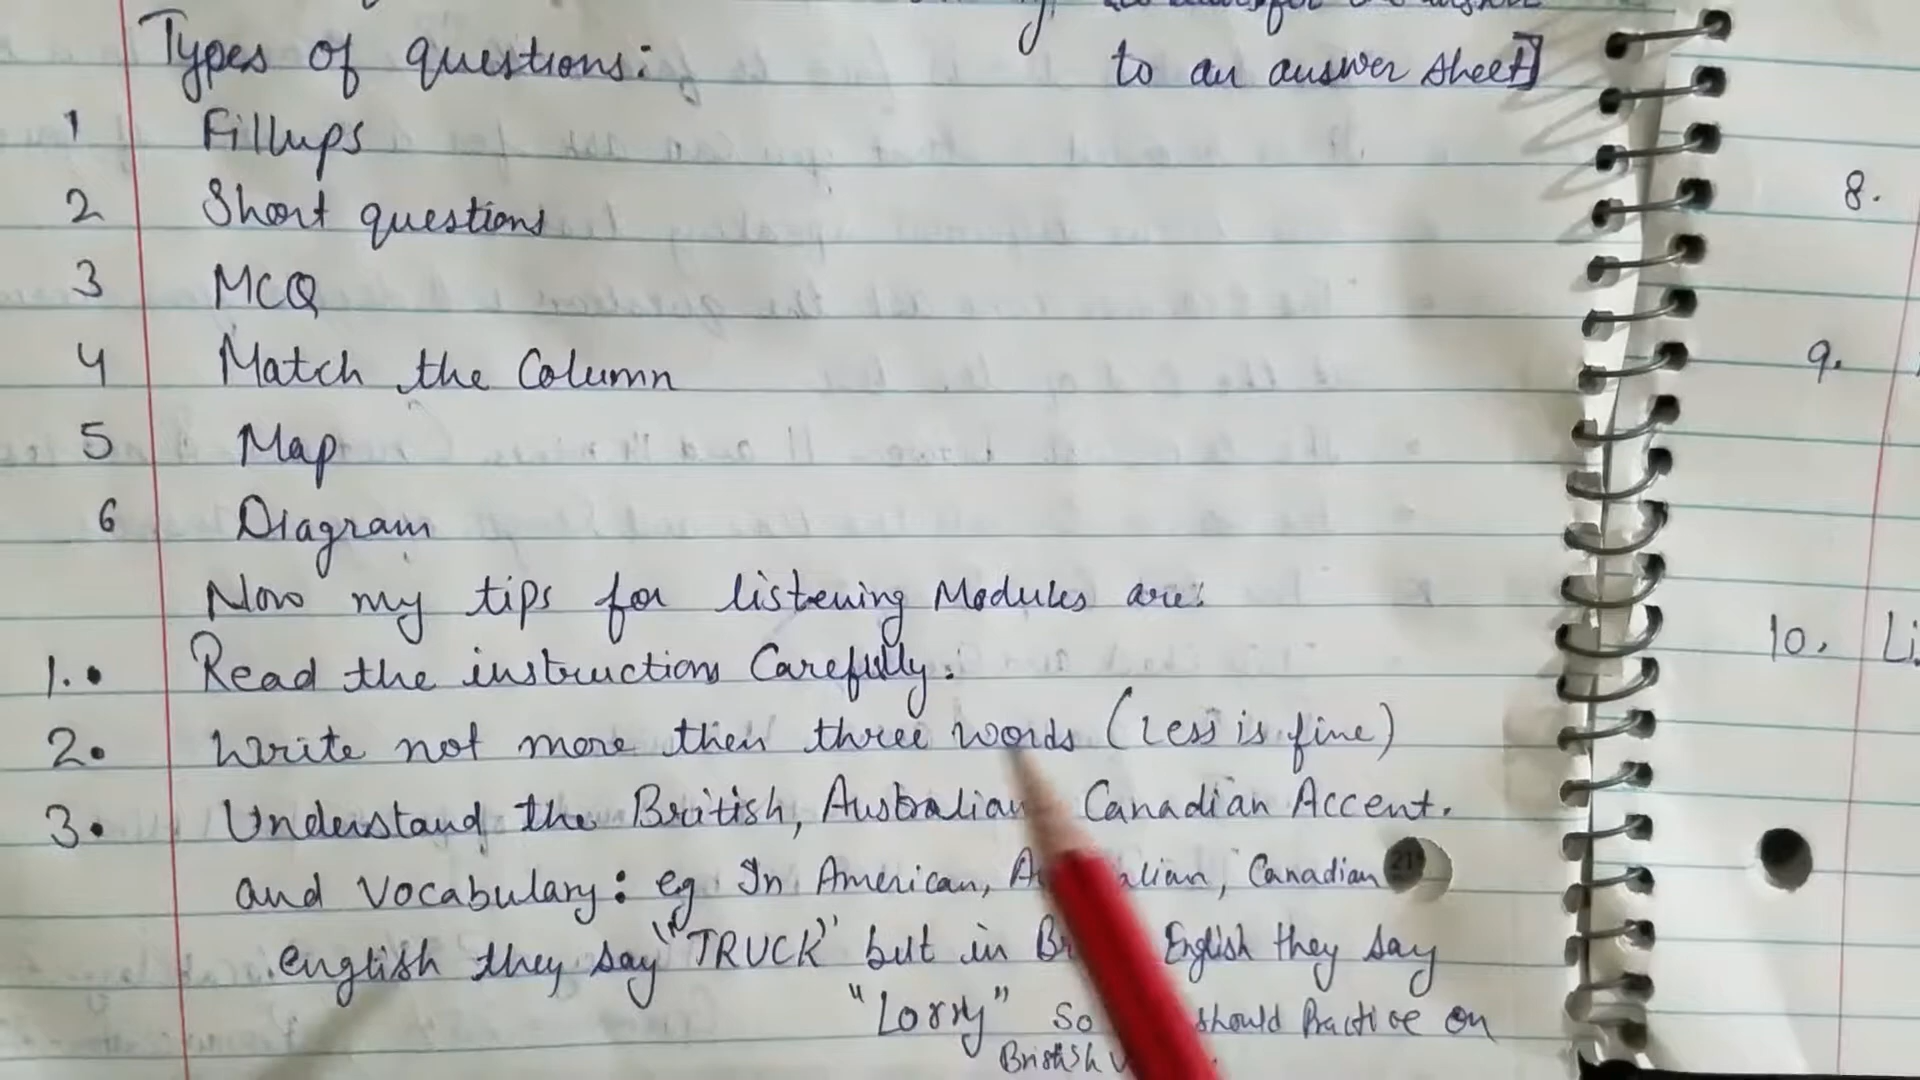 to an answer sheet]
Types of questions:
1 Fillups
2 Short questions
3 MCQ
4 Match the Column
5 Map
6 Diagram
Now my tips for listening Modules are:
1. • Read the instructions Carefully:
2. Write not more then three words (Less is fine)
3. Understand the British, Australian Canadian Accent.
and Vocabulary: eg In American, Canadian
english they say "TRUCK" but in English they say
"Lorry" So should Practice on
British
8.
9.
10. Li